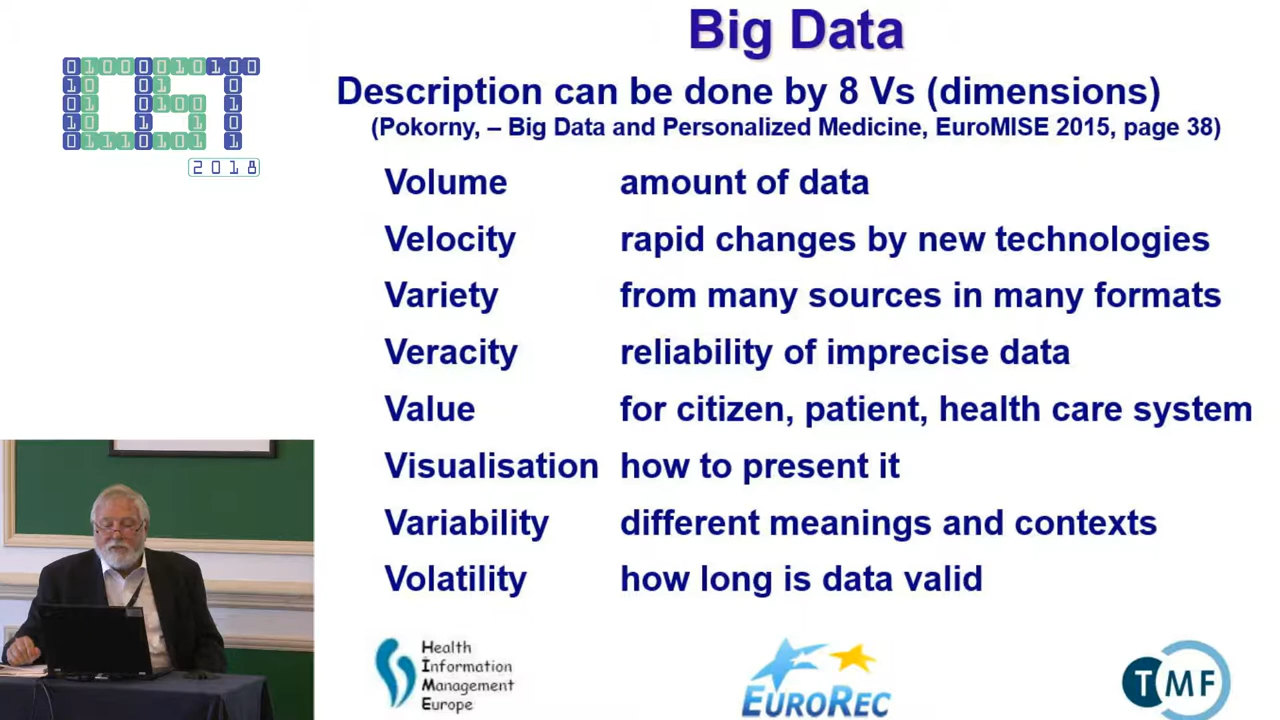 Big Data
Description can be done by 8 Vs (dimensions)
(Pokorny, – Big Data and Personalized Medicine, EuroMISE 2015, page 38)
Volume amount of data
Velocity rapid changes by new technologies
Variety from many sources in many formats
Veracity reliability of imprecise data
Value for citizen, patient, health care system
Visualisation how to present it
Variability different meanings and contexts
Volatility how long is data valid
2018
Health
Information
Management
Europe
EUROREC
TMF